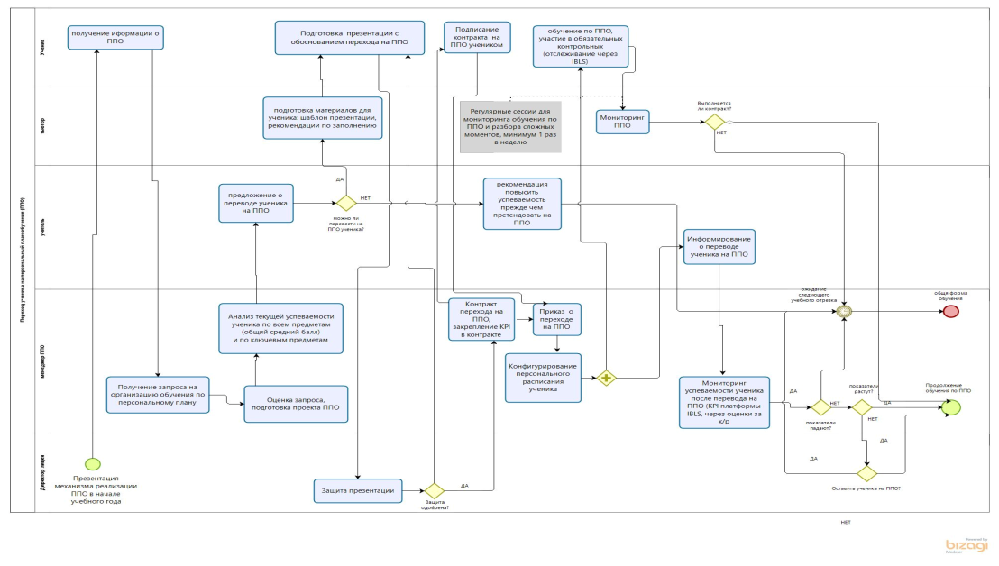 Переход ученика на персональный план обучения (ППО)
Ученик
тьютор
учитель
менеджер ППО
Директор лицея
получение иформации о
ППО
Подготовка презентации с
обоснованием перехода на ППО
Подписание
контракта на
ППО учеником
обучение по ППО,
участие в обязательных
контрольных
(отслеживание через
IBLS)
подготовка материалов для
ученика: шаблон презентации,
рекомендации по заполнению
Регулярные сессии для
мониторинга обучения по
ППО и разбора сложных
моментов, минимум 1 раз
в неделю
Мониторинг
ППО
Выполняется
ли контракт?
НЕТ
предложение о
переводе ученика
на ППО
ДА
НЕТ
можно ли
перевести на
ППО ученика?
рекомендация
повысить
успеваемость
прежде чем
претендовать на
ППО
Информирование
о переводе
ученика на ППО
Анализ текущей успеваемости
ученика по всем предметам
(общий средний балл)
и по ключевым предметам
Контракт
перехода на
ППО,
закрепление KPI
в контракте
Приказ о
переходе
на ППО
ожидание
следующего
учебного отрезка
обще форма
обучения
Получение запроса на
организацию обучения по
персональному плану
Оценка запроса,
подготовка проекта ППО
Конфигурирование
персонального
расписания
ученика
Мониторинг
успеваемости ученика
после перевода на
ППО (KPI платформы
IBLS, через оценки за
к/р
ДА
показатели
падают?
НЕТ
показатели
растут?
ДА
НЕТ
Продолжение
обучения по ППО
Презентация
механизма реализации
ППО в начале
учебного года
Защита презентации
Защита
одобрена?
ДА
ДА
ДА
Оставить ученика на ППО?
НЕТ
Powered by
bizagi
Modeler